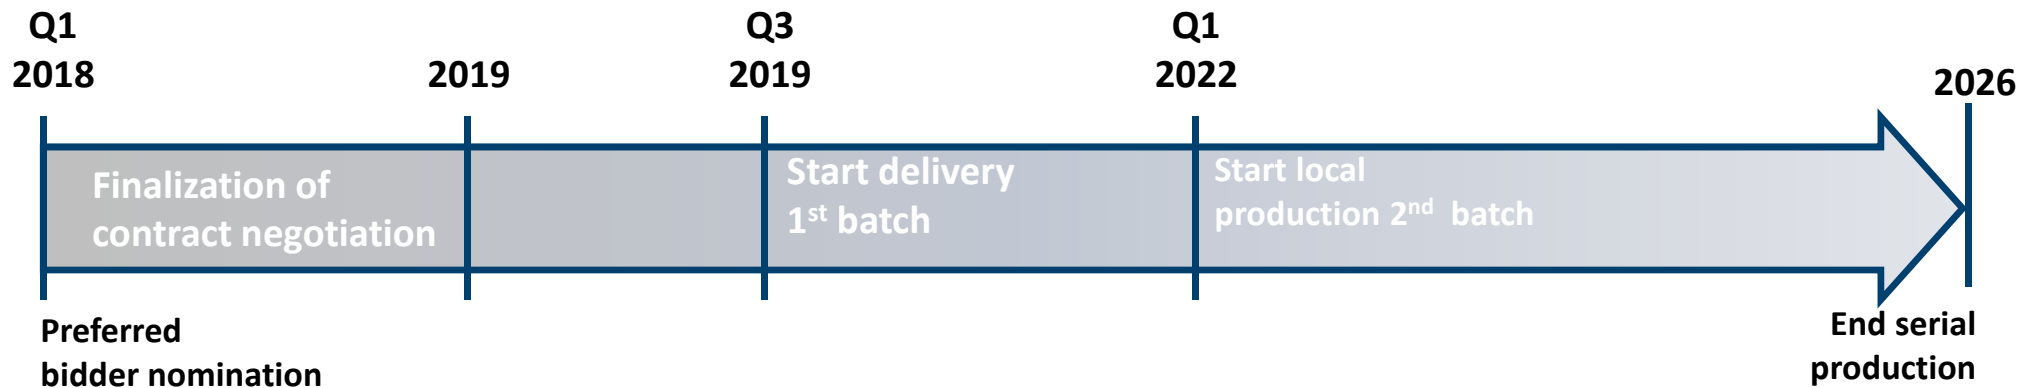 Q1
2018
2019
Q3
2019
Q1
2022
2026
Finalization of
contract negotiation
Start delivery
1st batch
Start local
production 2nd batch
Preferred
bidder nomination
End serial
production